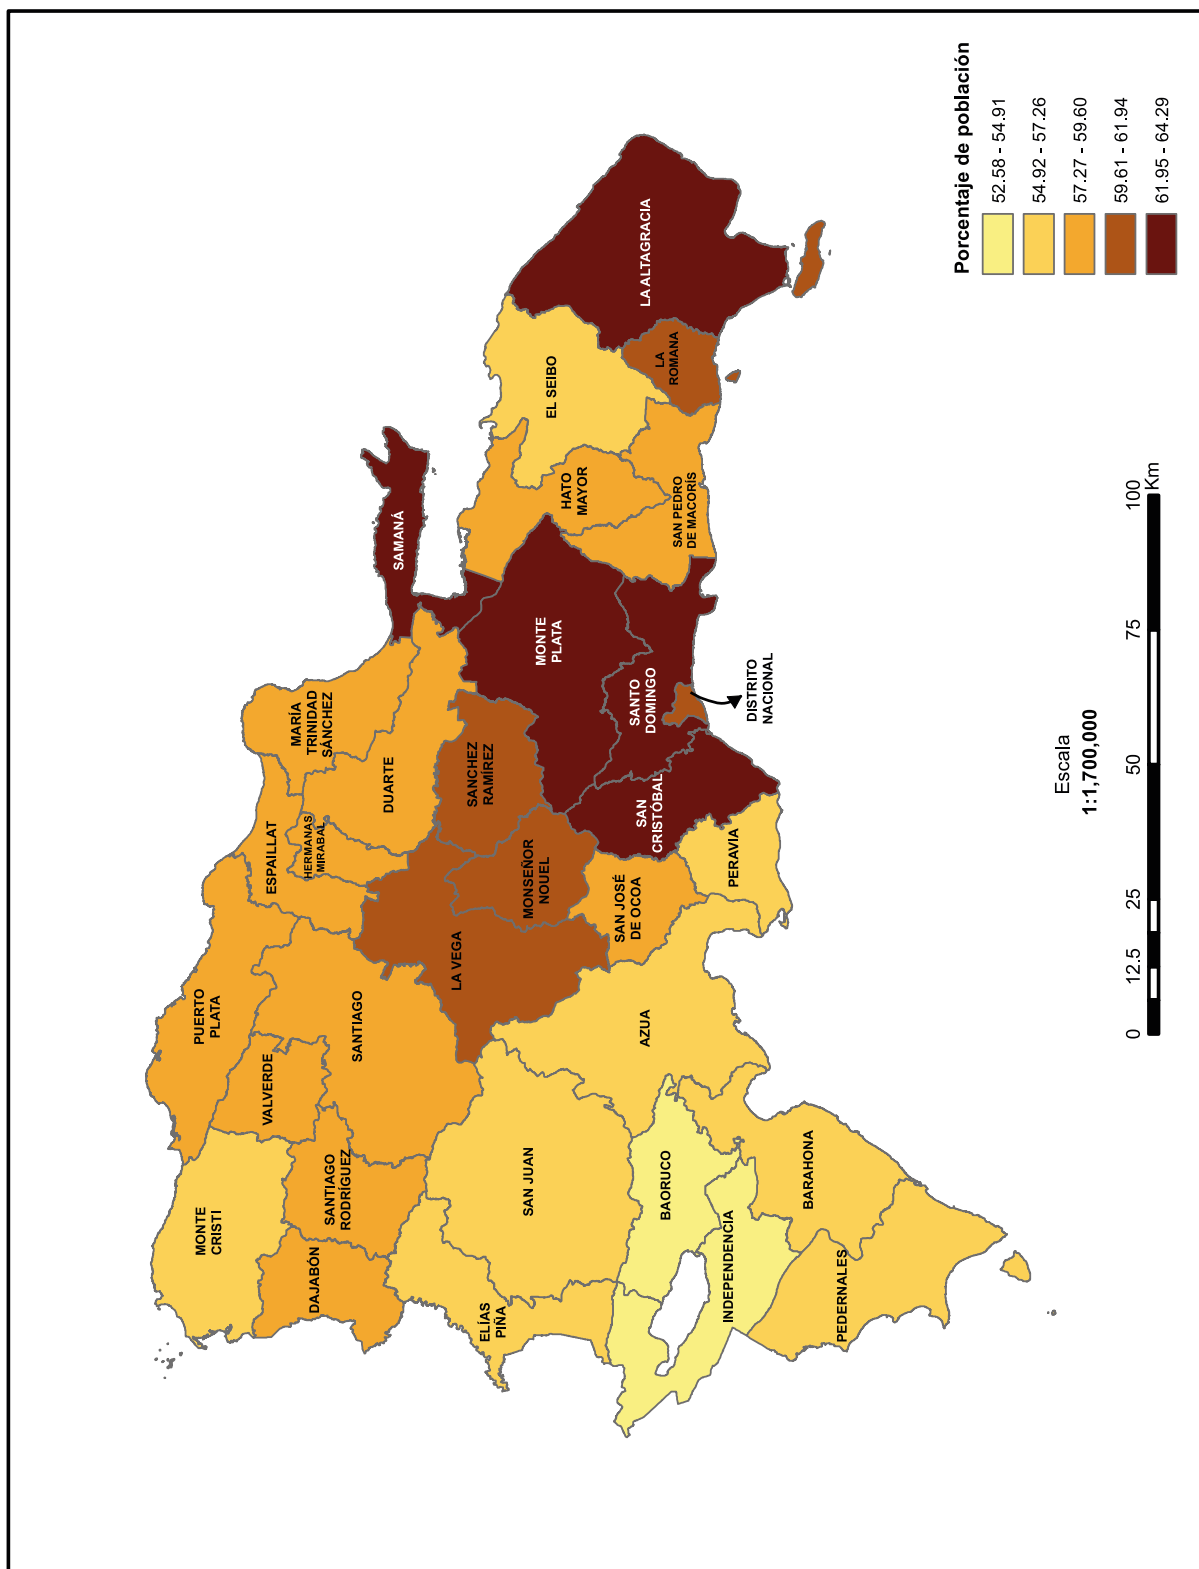 MONTE
CRISTI
PUERTO
PLATA
VALVERDE
DAJABÓN
SANTIAGO
RODRÍGUEZ
SANTIAGO
ESPAILLAT
HERMANAS
MIRABAL
MARÍA
TRINIDAD
SÁNCHEZ
DUARTE
SAMANÁ
LA VEGA
SANCHEZ
RAMÍREZ
MONSEÑOR
NOUEL
ELÍAS
PIÑA
SAN JUAN
AZUA
SAN JOSÉ
DE OCOA
SAN
CRISTÓBAL
PERAVIA
MONTE
PLATA
SANTO
DOMINGO
DISTRITO
NACIONAL
HATO
MAYOR
EL SEIBO
SAN PEDRO
DE MACORÍS
LA
ROMANA
LA ALTAGRACIA
BAORUCO
INDEPENDENCIA
BARAHONA
PEDERNALES
Porcentaje de población
52.58 - 54.91
54.92 - 57.26
57.27 - 59.60
59.61 - 61.94
61.95 - 64.29
Escala
1:1,700,000
0 12.5 25 50 75 100
Km